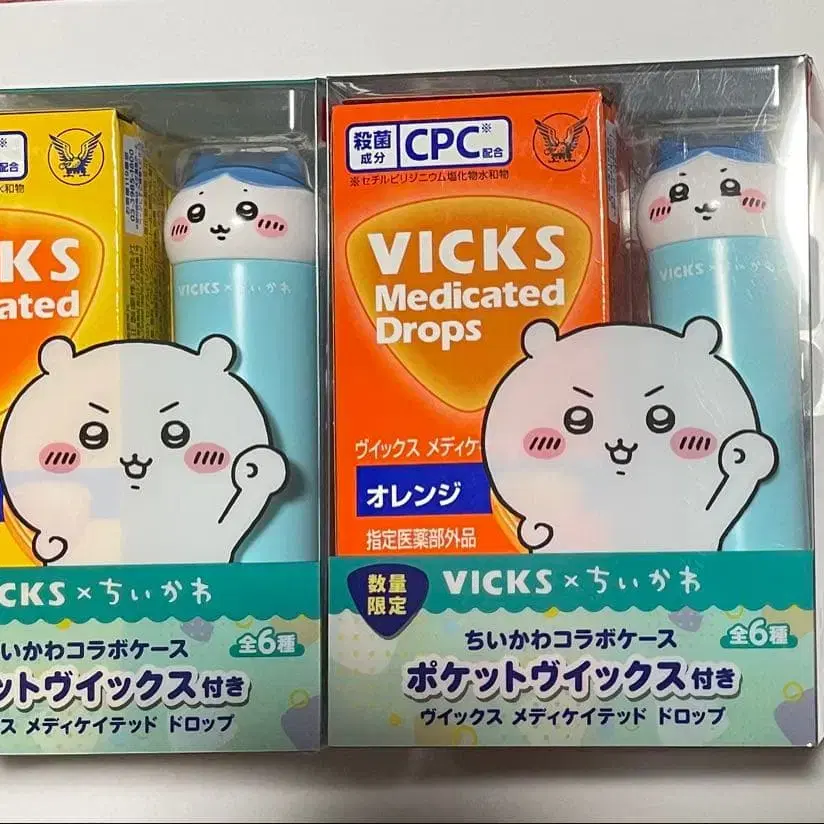 配合
水和物
KS
ated
VICKS×ちいかわ
CKS×ちいかわ
いかわコラボケース
全6種
ットヴイックス付き
ス メディケイテッド ドロップ
殺菌
成分
CPC※
配合
※セチルピリジニウム塩化物水和物
VICKS
Medicated
Drops
VICKS×ちいかわ
ヴイックス メディケ
オレンジ
指定医薬部外品
数量
限定
VICKS×ちいかわ
ちいかわコラボケース
全6種
ポケットヴイックス付き
ヴイックス メディケイテッド ドロップ